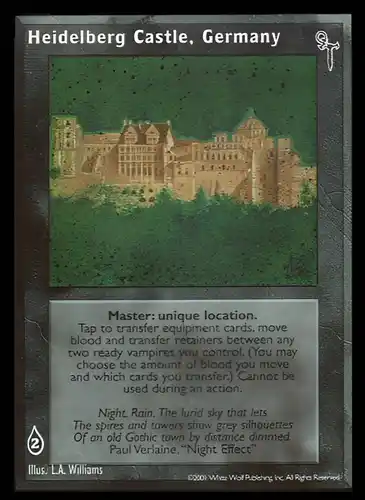 Heidelberg Castle, Germany
Master: unique location.
Tap to transfer equipment cards, move
blood and transfer retainers between any
two ready vampires you control. (You may
choose the amount of blood you move
and which cards you transfer.) Cannot be
used during an action.
Night. Rain. The lurid sky that lets
The spires and towers show grey silhouettes
Of an old Gothic town by distance dimmed.
Paul Verlaine, "Night Effect"
2
Illus. L.A. Williams
©2001 White Wolf Publishing, Inc. All Rights Reserved.